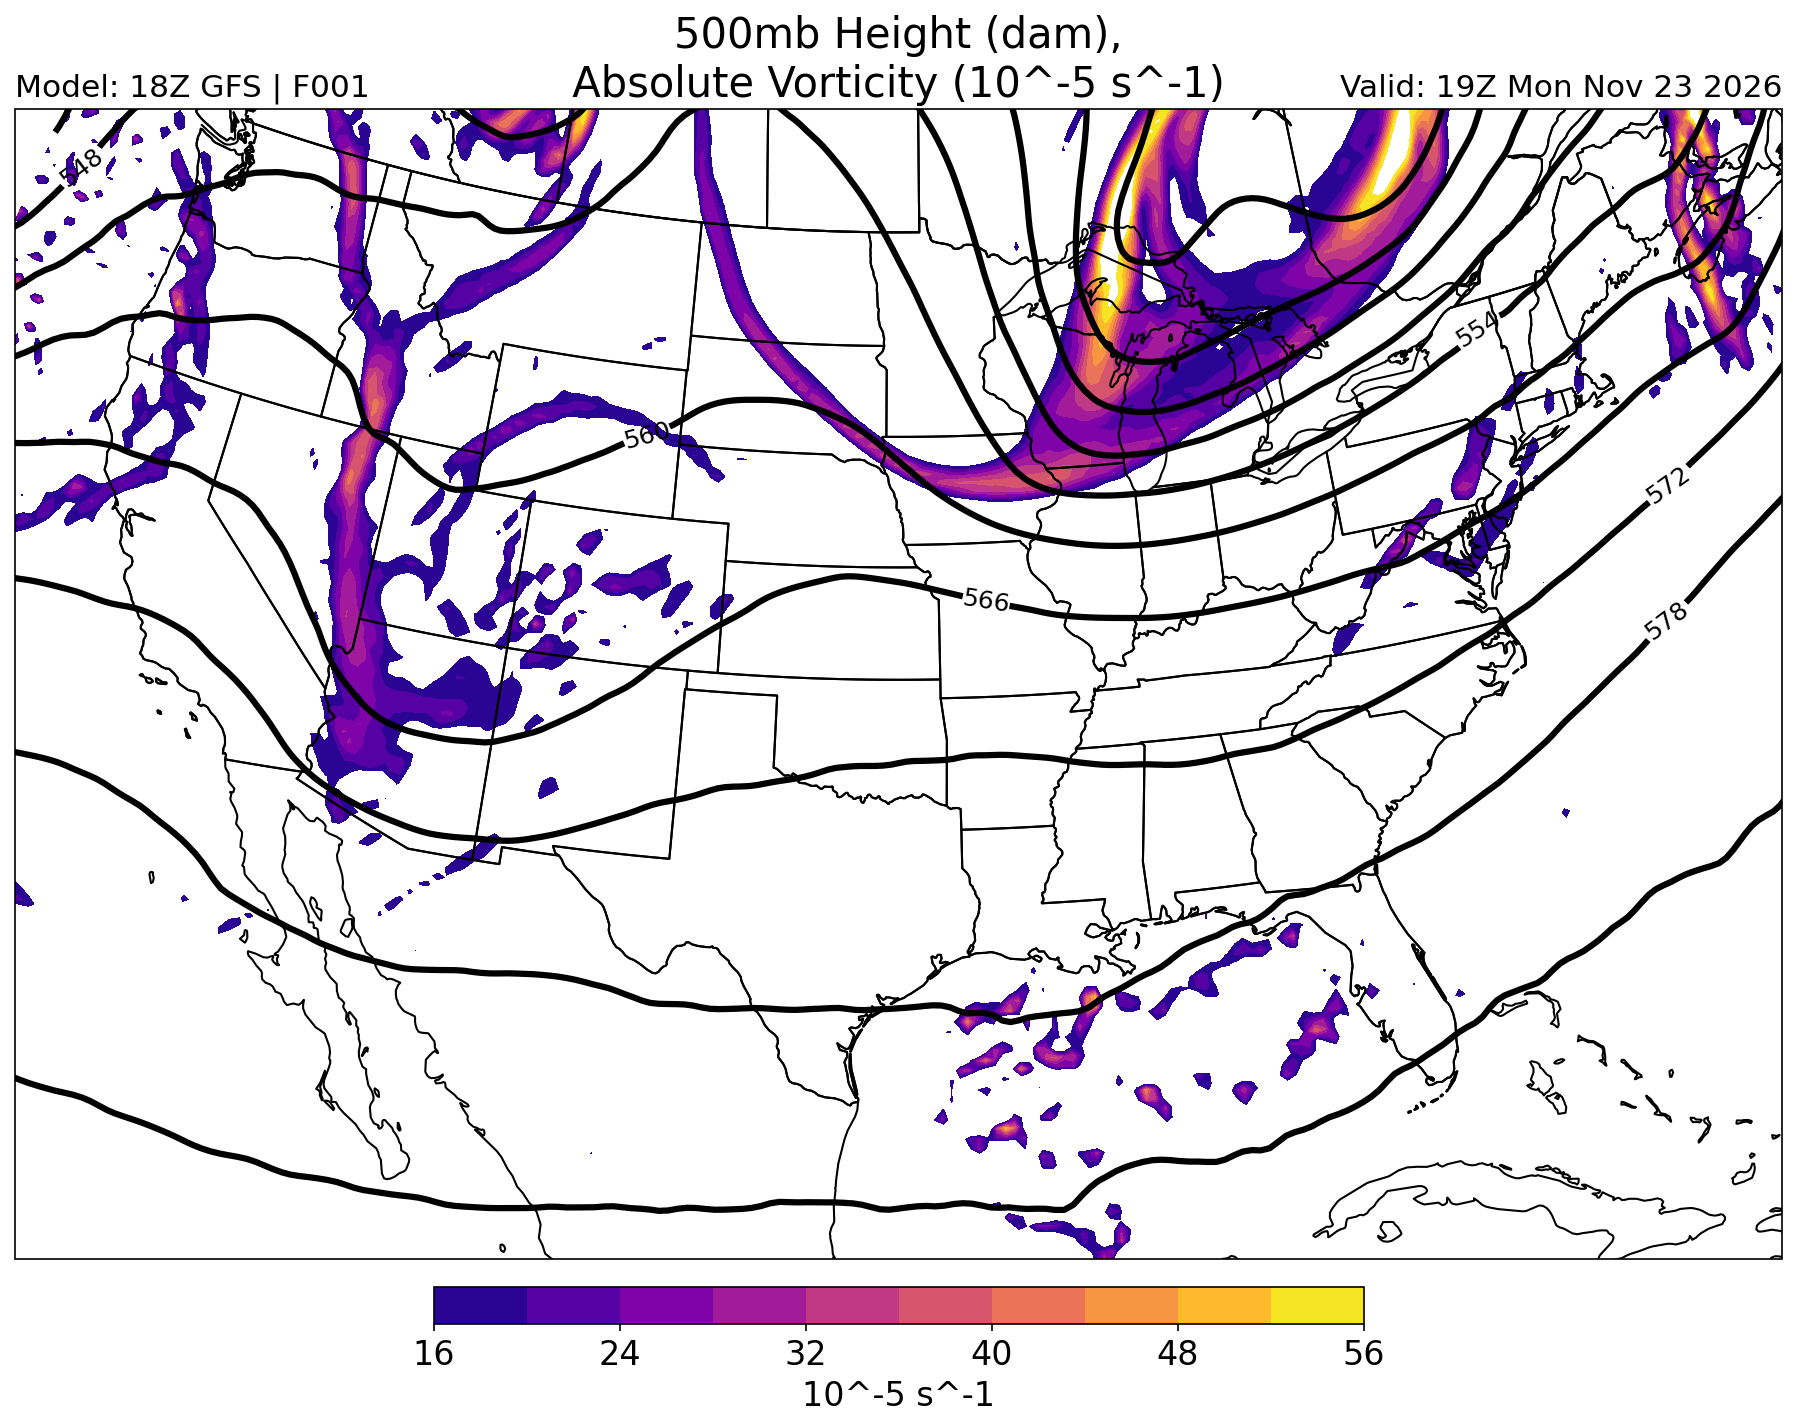 500mb Height (dam),
Model: 18Z GFS | F001
Absolute Vorticity (10^-5 s^-1)
Valid: 19Z Mon Nov 23 2026
548
554
560
572
566
578
16 24 32 40 48 56
10^-5 s^-1